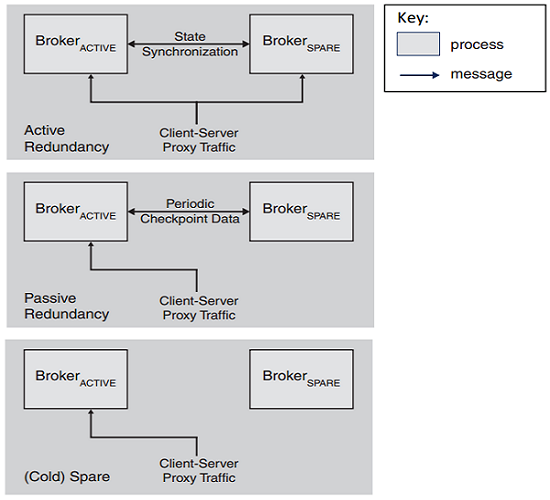 Key:
process
message
Broker ACTIVE
State
Synchronization
Broker SPARE
Active
Redundancy
Client-Server
Proxy Traffic
Broker ACTIVE
Periodic
Checkpoint Data
Broker SPARE
Passive
Redundancy
Client-Server
Proxy Traffic
Broker ACTIVE
Broker SPARE
(Cold) Spare
Client-Server
Proxy Traffic